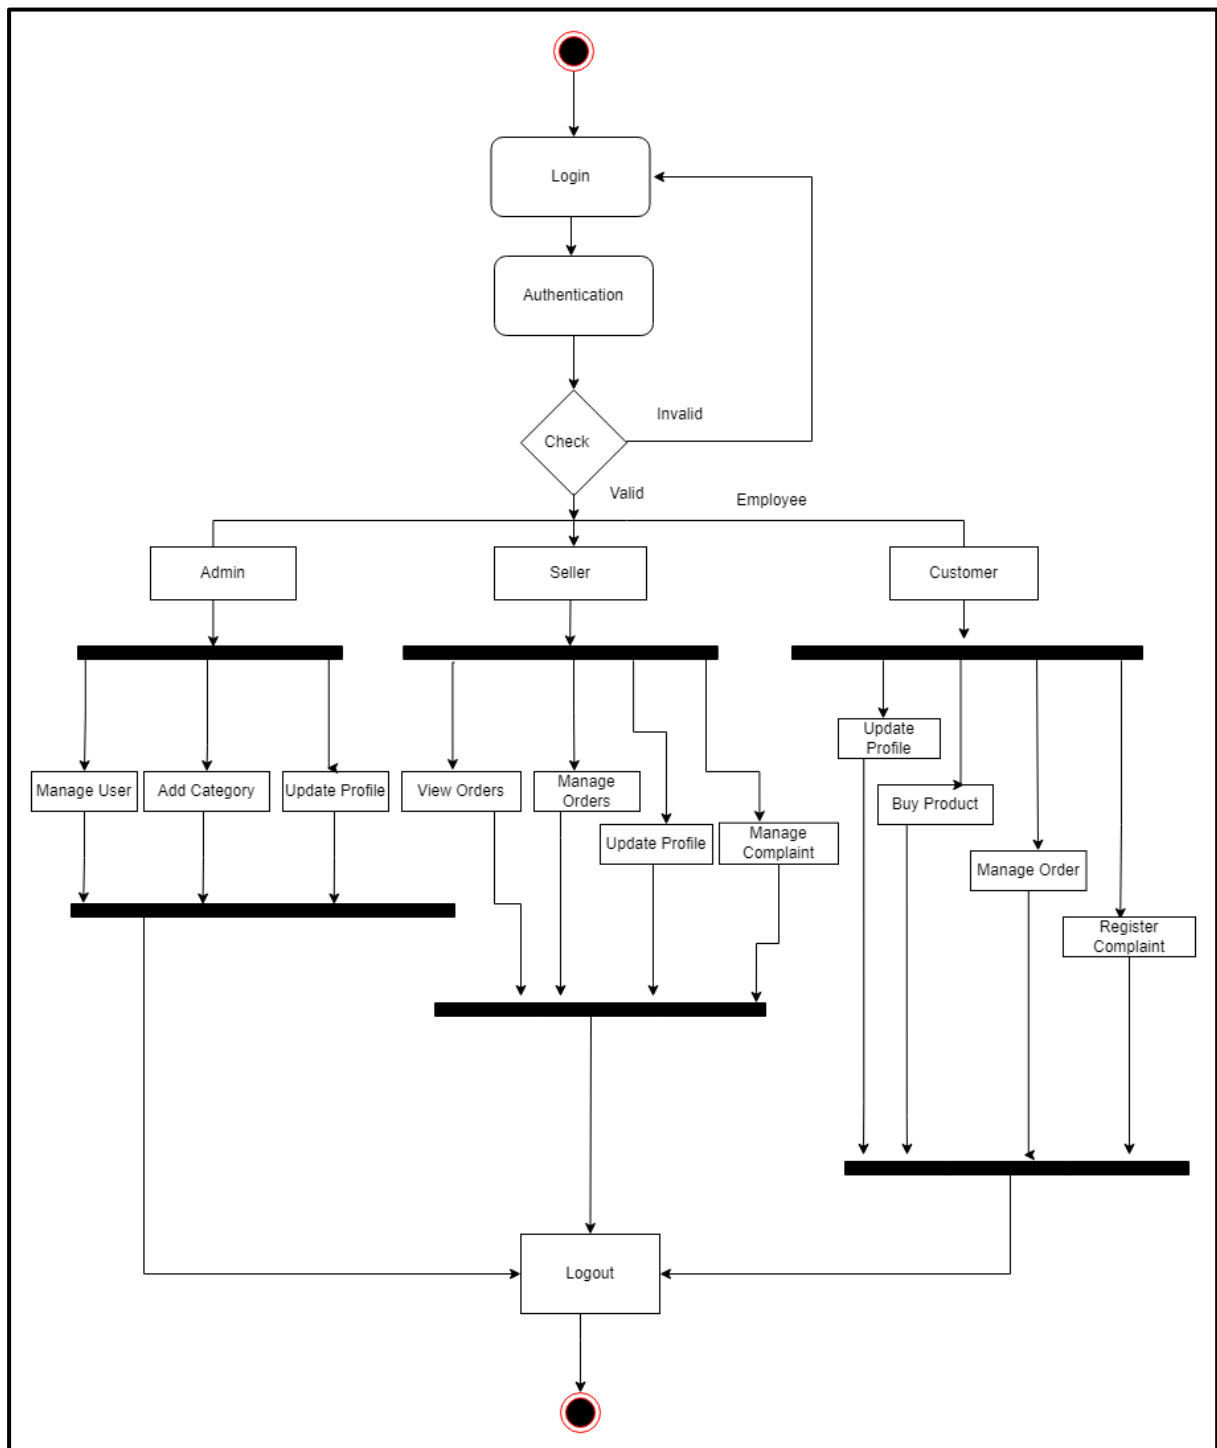 Login
Authentication
Invalid
Check
Valid
Employee
Admin
Seller
Customer
Update
Profile
Manage User
Add Category
Update Profile
View Orders
Manage
Orders
Buy Product
Update Profile
Manage
Complaint
Manage Order
Register
Complaint
Logout